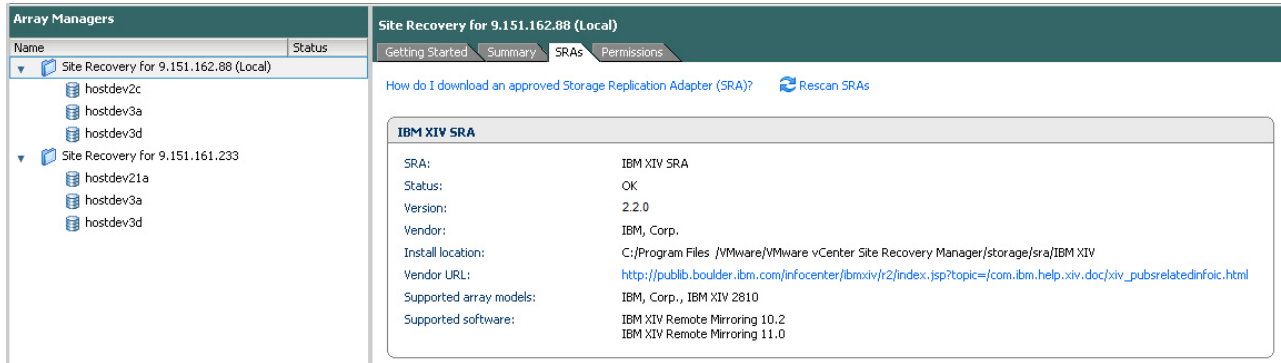 Array Managers
Name Status
Site Recovery for 9.151.162.88 (Local)
hostdev2c
hostdev3a
hostdev3d
Site Recovery for 9.151.161.233
hostdev21a
hostdev3a
hostdev3d
Site Recovery for 9.151.162.88 (Local)
Getting Started Summary SRAs Permissions
How do I download an approved Storage Replication Adapter (SRA)? Rescan SRAs
IBM XIV SRA
SRA: IBM XIV SRA
Status: OK
Version: 2.2.0
Vendor: IBM, Corp.
Install location: C:/Program Files /VMware/VMware vCenter Site Recovery Manager/storage/sra/IBM XIV
Vendor URL: http://publib.boulder.ibm.com/infocenter/ibmxiv/r2/index.jsp?topic=/com.ibm.help.xiv.doc/xiv_pubsrelatedinfoic.html
Supported array models: IBM, Corp., IBM XIV 2810
Supported software: IBM XIV Remote Mirroring 10.2
IBM XIV Remote Mirroring 11.0